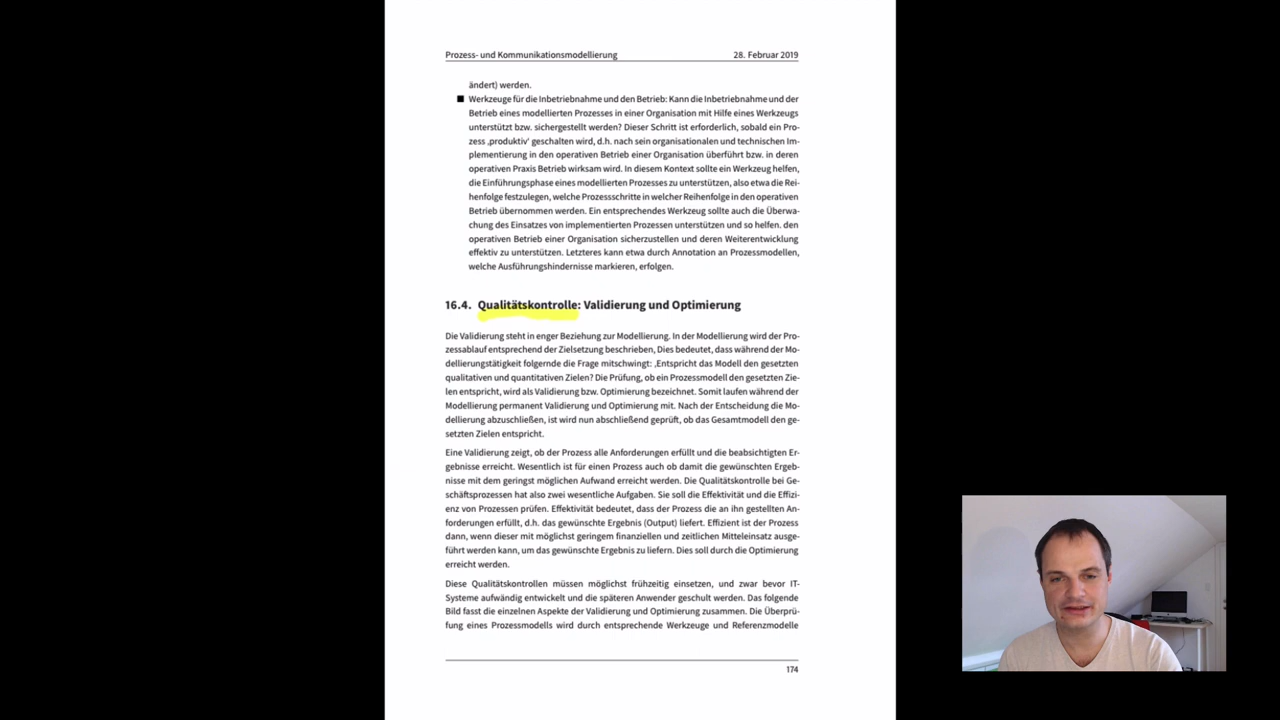 Prozess- und Kommunikationsmodellierung 28. Februar 2019
ändert) werden.
■ Werkzeuge für die Inbetriebnahme und den Betrieb: Kann die Inbetriebnahme und der
Betrieb eines modellierten Prozesses in einer Organisation mit Hilfe eines Werkzeugs
unterstützt bzw. sichergestellt werden? Dieser Schritt ist erforderlich, sobald ein Pro-
zess ‚produktiv‘ geschalten wird, d.h. nach sein organisationalen und technischen Im-
plementierung in den operativen Betrieb einer Organisation überführt bzw. in deren
operativen Praxis Betrieb wirksam wird. In diesem Kontext sollte ein Werkzeug helfen,
die Einführungsphase eines modellierten Prozesses zu unterstützen, also etwa die Rei-
henfolge festzulegen, welche Prozessschritte in welcher Reihenfolge in den operativen
Betrieb übernommen werden. Ein entsprechendes Werkzeug sollte auch die Überwa-
chung des Einsatzes von implementierten Prozessen unterstützen und so helfen. den
operativen Betrieb einer Organisation sicherzustellen und deren Weiterentwicklung
effektiv zu unterstützen. Letzteres kann etwa durch Annotation an Prozessmodellen,
welche Ausführungshindernisse markieren, erfolgen.
16.4. Qualitätskontrolle: Validierung und Optimierung
Die Validierung steht in enger Beziehung zur Modellierung. In der Modellierung wird der Pro-
zessablauf entsprechend der Zielsetzung beschrieben, Dies bedeutet, dass während der Mo-
dellierungstätigkeit folgernde die Frage mitschwingt: ‚Entspricht das Modell den gesetzten
qualitativen und quantitativen Zielen? Die Prüfung, ob ein Prozessmodell den gesetzten Zie-
len entspricht, wird als Validierung bzw. Optimierung bezeichnet. Somit laufen während der
Modellierung permanent Validierung und Optimierung mit. Nach der Entscheidung die Mo-
dellierung abzuschließen, ist wird nun abschließend geprüft, ob das Gesamtmodell den ge-
setzten Zielen entspricht.
Eine Validierung zeigt, ob der Prozess alle Anforderungen erfüllt und die beabsichtigten Er-
gebnisse erreicht. Wesentlich ist für einen Prozess auch ob damit die gewünschten Ergeb-
nisse mit dem geringst möglichen Aufwand erreicht werden. Die Qualitätskontrolle bei Ge-
schäftsprozessen hat also zwei wesentliche Aufgaben. Sie soll die Effektivität und die Effizi-
enz von Prozessen prüfen. Effektivität bedeutet, dass der Prozess die an ihn gestellten An-
forderungen erfüllt, d.h. das gewünschte Ergebnis (Output) liefert. Effizient ist der Prozess
dann, wenn dieser mit möglichst geringem finanziellen und zeitlichen Mitteleinsatz ausge-
führt werden kann, um das gewünschte Ergebnis zu liefern. Dies soll durch die Optimierung
erreicht werden.
Diese Qualitätskontrollen müssen möglichst frühzeitig einsetzen, und zwar bevor IT-
Systeme aufwändig entwickelt und die späteren Anwender geschult werden. Das folgende
Bild fasst die einzelnen Aspekte der Validierung und Optimierung zusammen. Die Überprü-
fung eines Prozessmodells wird durch entsprechende Werkzeuge und Referenzmodelle
174